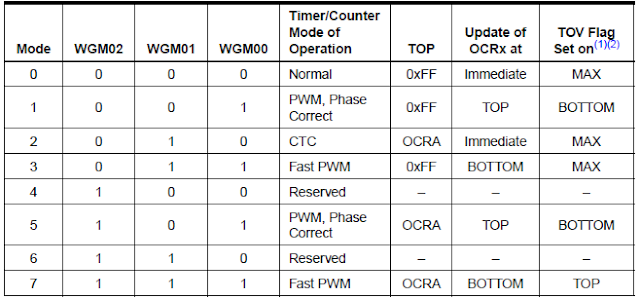 Mode WGM02 WGM01 WGM00 Timer/Counter Mode of Operation TOP Update of OCRx at TOV Flag Set on(1)(2)
0 0 0 0 Normal 0xFF Immediate MAX
1 0 0 1 PWM, Phase Correct 0xFF TOP BOTTOM
2 0 1 0 CTC OCRA Immediate MAX
3 0 1 1 Fast PWM 0xFF BOTTOM MAX
4 1 0 0 Reserved – – –
5 1 0 1 PWM, Phase Correct OCRA TOP BOTTOM
6 1 1 0 Reserved – – –
7 1 1 1 Fast PWM OCRA BOTTOM TOP